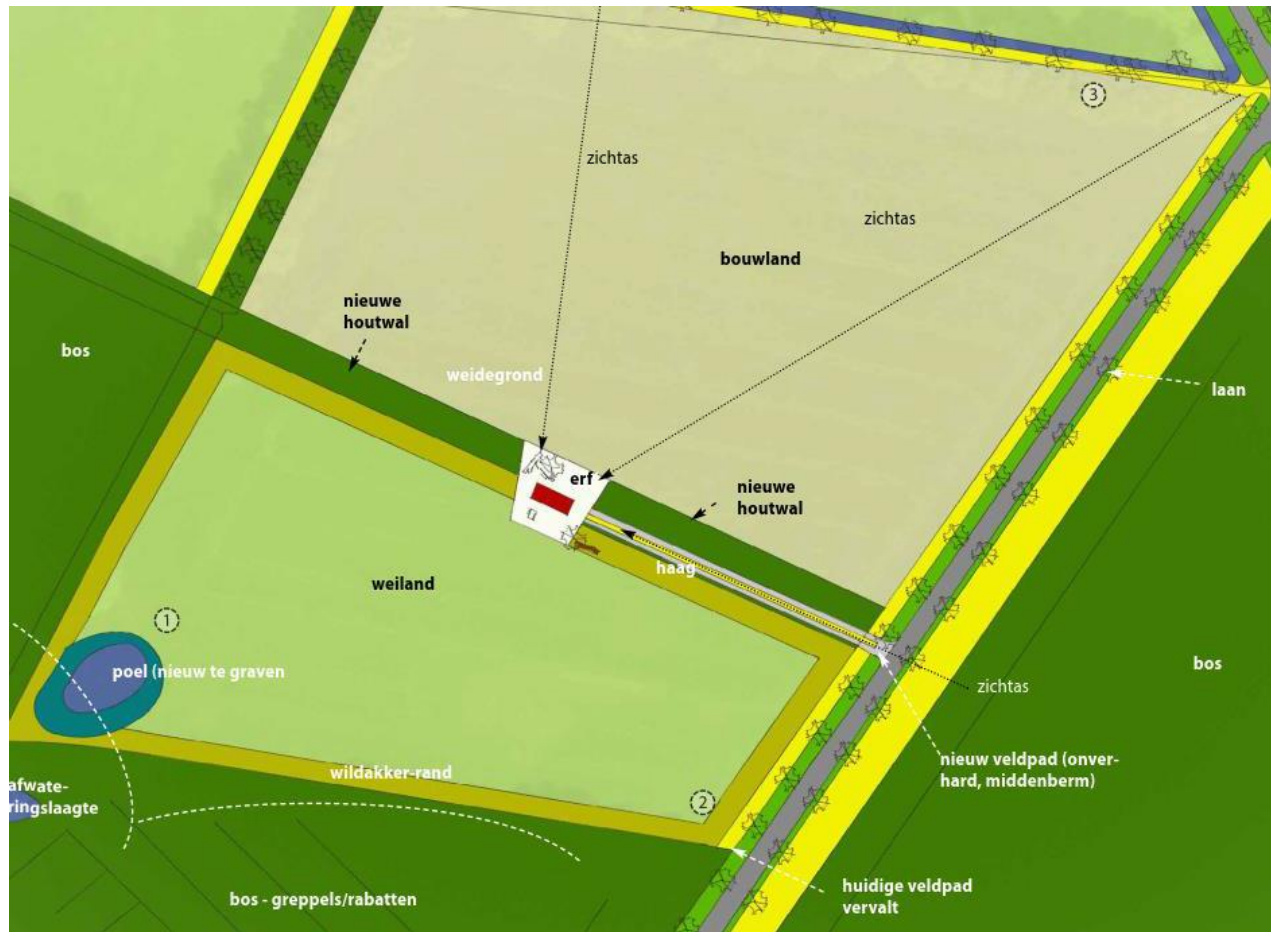 3
zichtas
zichtas
bouwland
nieuwe
houtwal
bos
weidegrond
laan
erf
nieuwe
houtwal
haag
weiland
1
poel (nieuw te graven
bos
zichtas
nieuw veldpad (onver-
hard, middenberm)
wildakker-rand
afwate-
ringslaagte
2
huidige veldpad
vervalt
bos - greppels/rabatten